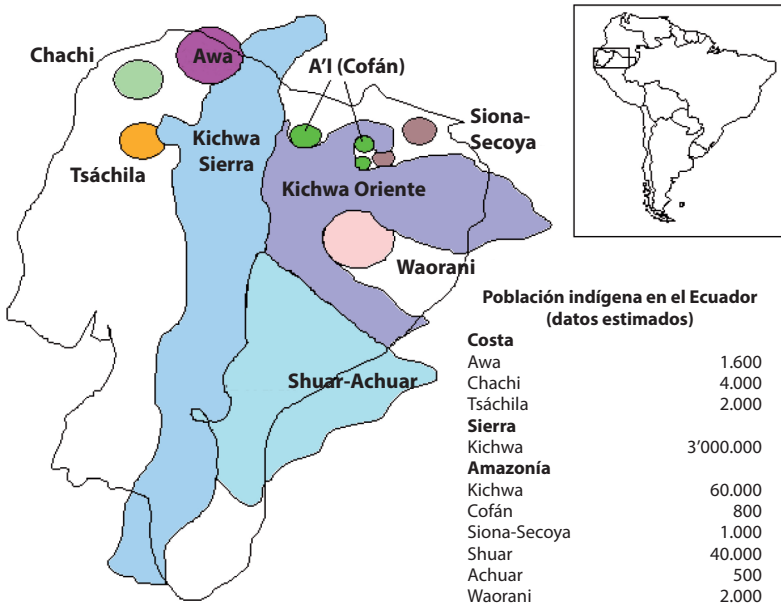 Chachi
Awa
A'I (Cofán)
Siona-
Secoya
Kichwa
Sierra
Tsáchila
Kichwa Oriente
Waorani
Shuar-Achuar
Población indígena en el Ecuador
(datos estimados)
Costa
Awa 1.600
Chachi 4.000
Tsáchila 2.000
Sierra
Kichwa 3'000.000
Amazonía
Kichwa 60.000
Cofán 800
Siona-Secoya 1.000
Shuar 40.000
Achuar 500
Waorani 2.000